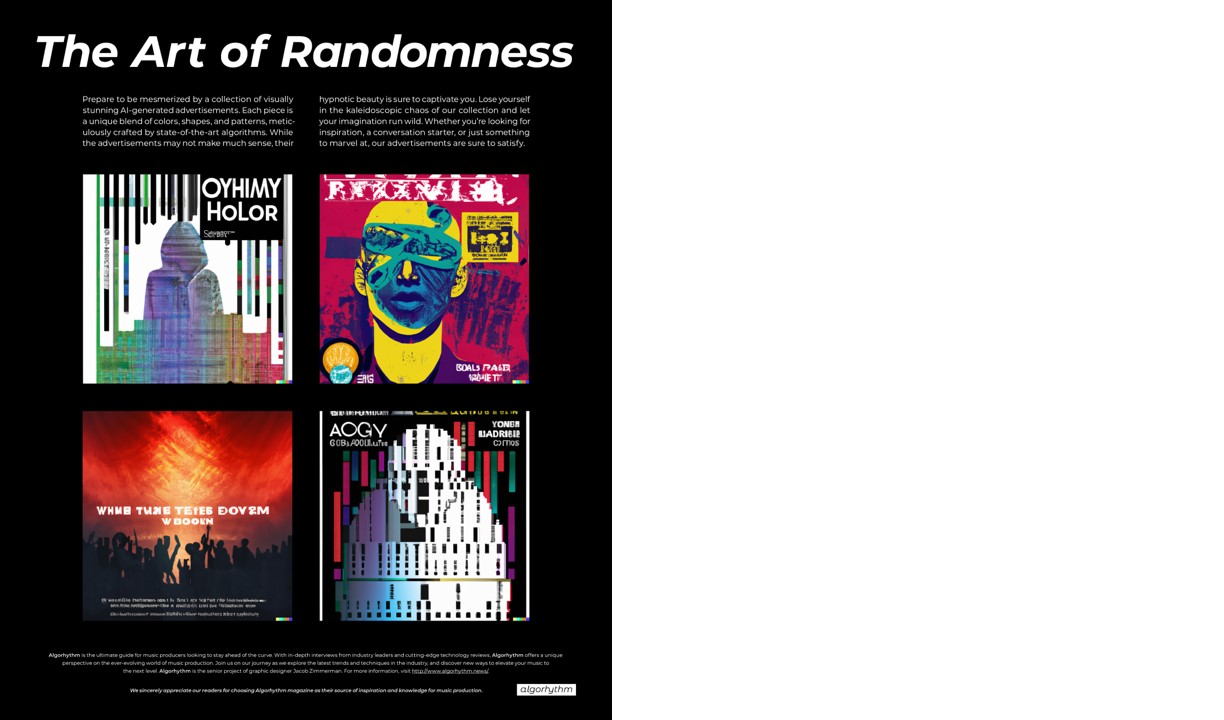 The Art of Randomness
Prepare to be mesmerized by a collection of visually
stunning AI-generated advertisements. Each piece is
a unique blend of colors, shapes, and patterns, metic-
ulously crafted by state-of-the-art algorithms. While
the advertisements may not make much sense, their
hypnotic beauty is sure to captivate you. Lose yourself
in the kaleidoscopic chaos of our collection and let
your imagination run wild. Whether you're looking for
inspiration, a conversation starter, or just something
to marvel at, our advertisements are sure to satisfy.
OYHIMY
HOLOR
AOGY
WHUE TUNE TETES DOYSM
W BOOEN
Algorhythm is the ultimate guide for music producers looking to stay ahead of the curve. With in-depth interviews from industry leaders and cutting-edge technology reviews, Algorhythm offers a unique
perspective on the ever-evolving world of music production. Join us on our journey as we explore the latest trends and techniques in the industry, and discover new ways to elevate your music to
the next level. Algorhythm is the senior project of graphic designer Jacob Zimmerman. For more information, visit http://www.algorhythm.news/.
We sincerely appreciate our readers for choosing Algorhythm magazine as their source of inspiration and knowledge for music production.
algorhythm